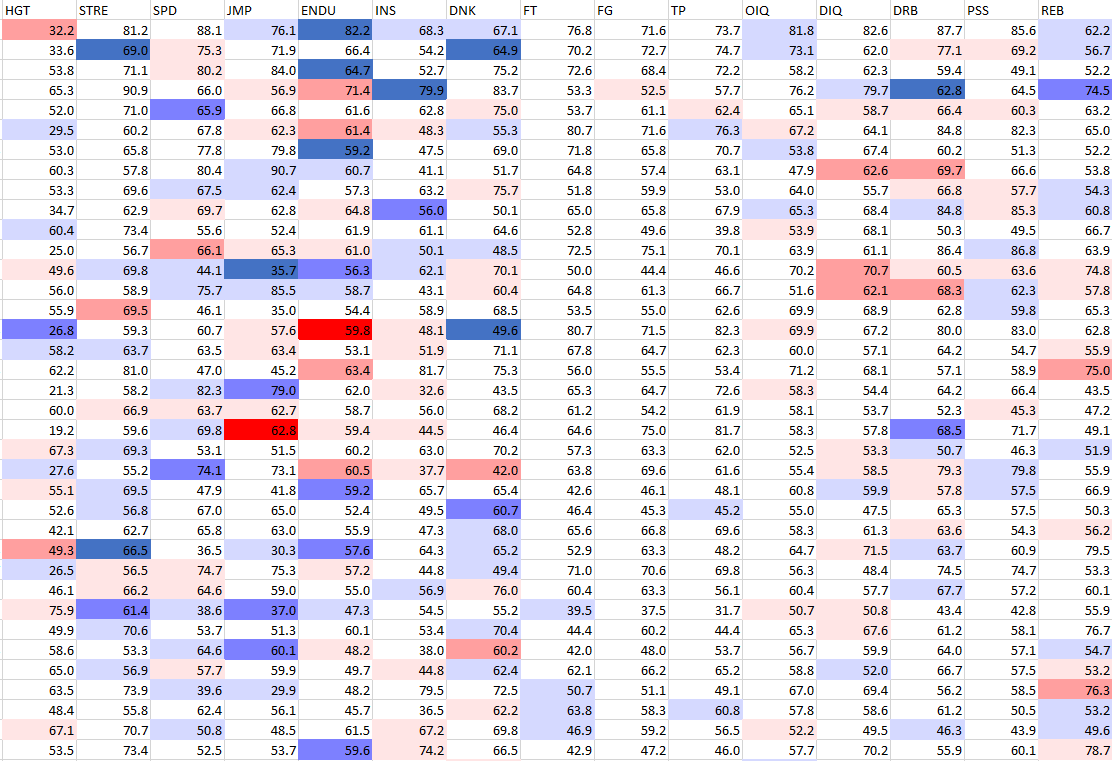 HGT STRE SPD JMP ENDU INS DNK FT FG TP OIQ DIQ DRB PSS REB
32.2 81.2 88.1 76.1 82.2 68.3 67.1 76.8 71.6 73.7 81.8 82.6 87.7 85.6 62.2
33.6 69.0 75.3 71.9 66.4 54.2 64.9 70.2 72.7 74.7 73.1 62.0 77.1 69.2 56.7
53.8 71.1 80.2 84.0 64.7 52.7 75.2 72.6 68.4 72.2 58.2 62.3 59.4 49.1 52.2
65.3 90.9 66.0 56.9 71.4 79.9 83.7 53.3 52.5 57.7 76.2 79.7 62.8 64.5 74.5
52.0 71.0 65.9 66.8 61.6 62.8 75.0 53.7 61.1 62.4 65.1 58.7 66.4 60.3 63.2
29.5 60.2 67.8 62.3 61.4 48.3 55.3 80.7 71.6 76.3 67.2 64.1 84.8 82.3 65.0
53.0 65.8 77.8 79.8 59.2 47.5 69.0 71.8 65.8 70.7 53.8 67.4 60.2 51.3 52.2
60.3 57.8 80.4 90.7 60.7 41.1 51.7 64.8 57.4 63.1 47.9 62.6 69.7 66.6 53.8
53.3 69.6 67.5 62.4 57.3 63.2 75.7 51.8 59.9 53.0 64.0 55.7 66.8 57.7 54.3
34.7 62.9 69.7 62.8 64.8 56.0 50.1 65.0 65.8 67.9 65.3 68.4 84.8 85.3 60.8
60.4 73.4 55.6 52.4 61.9 61.1 64.6 52.8 49.6 39.8 53.9 68.1 50.3 49.5 66.7
25.0 56.7 66.1 65.3 61.0 50.1 48.5 72.5 75.1 70.1 63.9 61.1 86.4 86.8 63.9
49.6 69.8 44.1 35.7 56.3 62.1 70.1 50.0 44.4 46.6 70.2 70.7 60.5 63.6 74.8
56.0 58.9 75.7 85.5 58.7 43.1 60.4 64.8 61.3 66.7 51.6 62.1 68.3 62.3 57.8
55.9 69.5 46.1 35.0 54.4 58.9 68.5 53.5 55.0 62.6 69.9 68.9 62.8 59.8 65.3
26.8 59.3 60.7 57.6 59.8 48.1 49.6 80.7 71.5 82.3 69.9 67.2 80.0 83.0 62.8
58.2 63.7 63.5 63.4 53.1 51.9 71.1 67.8 64.7 62.3 60.0 57.1 64.2 54.7 55.9
62.2 81.0 47.0 45.2 63.4 81.7 75.3 56.0 55.5 53.4 71.2 68.1 57.1 58.9 75.0
21.3 58.2 82.3 79.0 62.0 32.6 43.5 65.3 64.7 72.6 58.3 54.4 64.2 66.4 43.5
60.0 66.9 63.7 62.7 58.7 56.0 68.2 61.2 54.2 61.9 58.1 53.7 52.3 45.3 47.2
19.2 59.6 69.8 62.8 59.4 44.5 46.4 64.6 75.0 81.7 58.3 57.8 68.5 71.7 49.1
67.3 69.3 53.1 51.5 60.2 63.0 70.2 57.3 63.3 62.0 52.5 53.3 50.7 46.3 51.9
27.6 55.2 74.1 73.1 60.5 37.7 42.0 63.8 69.6 61.6 55.4 58.5 79.3 79.8 55.9
55.1 69.5 47.9 41.8 59.2 65.7 65.4 42.6 46.1 48.1 60.8 59.9 57.8 57.5 66.9
52.6 56.8 67.0 65.0 52.4 49.5 60.7 46.4 45.3 45.2 55.0 47.5 65.3 57.5 50.3
42.1 62.7 65.8 63.0 55.9 47.3 68.0 65.6 66.8 69.6 58.3 61.3 63.6 54.3 56.2
49.3 66.5 36.5 30.3 57.6 64.3 65.2 52.9 63.3 48.2 64.7 71.5 63.7 60.9 79.5
26.5 56.5 74.7 75.3 57.2 44.8 49.4 71.0 70.6 69.8 56.3 48.4 74.5 74.7 53.3
46.1 66.2 64.6 59.0 55.0 56.9 76.0 60.4 63.3 56.1 60.4 57.7 67.7 57.2 60.1
75.9 61.4 38.6 37.0 47.3 54.5 55.2 39.5 37.5 31.7 50.7 50.8 43.4 42.8 55.9
49.9 70.6 53.7 51.3 60.1 53.4 70.4 44.4 60.2 44.4 65.3 67.6 61.2 58.1 76.7
58.6 53.3 64.6 60.1 48.2 38.0 60.2 42.0 48.0 53.7 56.7 59.9 64.0 57.1 54.7
65.0 56.9 57.7 59.9 49.7 44.8 62.4 62.1 66.2 65.2 58.8 52.0 66.7 57.5 53.2
63.5 73.9 39.6 29.9 48.2 79.5 72.5 50.7 51.1 49.1 67.0 69.4 56.2 58.5 76.3
48.4 55.8 62.4 56.1 45.7 36.5 62.2 63.8 58.3 60.8 57.8 58.6 61.2 50.5 53.2
67.1 70.7 50.8 48.5 61.5 67.2 69.8 46.9 59.2 56.5 52.2 49.5 46.3 43.9 49.6
53.5 73.4 52.5 53.7 59.6 74.2 66.5 42.9 47.2 46.0 57.7 70.2 55.9 60.1 78.7